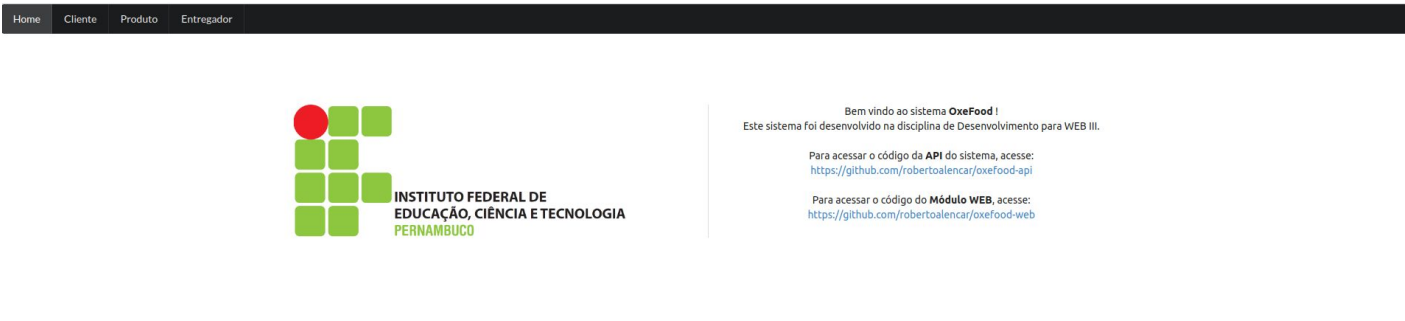 Home Cliente Produto Entregador
INSTITUTO FEDERAL DE
EDUCAÇÃO, CIÊNCIA E TECNOLOGIA
PERNAMBUCO
Bem vindo ao sistema OxeFood !
Este sistema foi desenvolvido na disciplina de Desenvolvimento para WEB III.
Para acessar o código da API do sistema, acesse:
https://github.com/robertoalencar/oxefood-api
Para acessar o código do Módulo WEB, acesse:
https://github.com/robertoalencar/oxefood-web